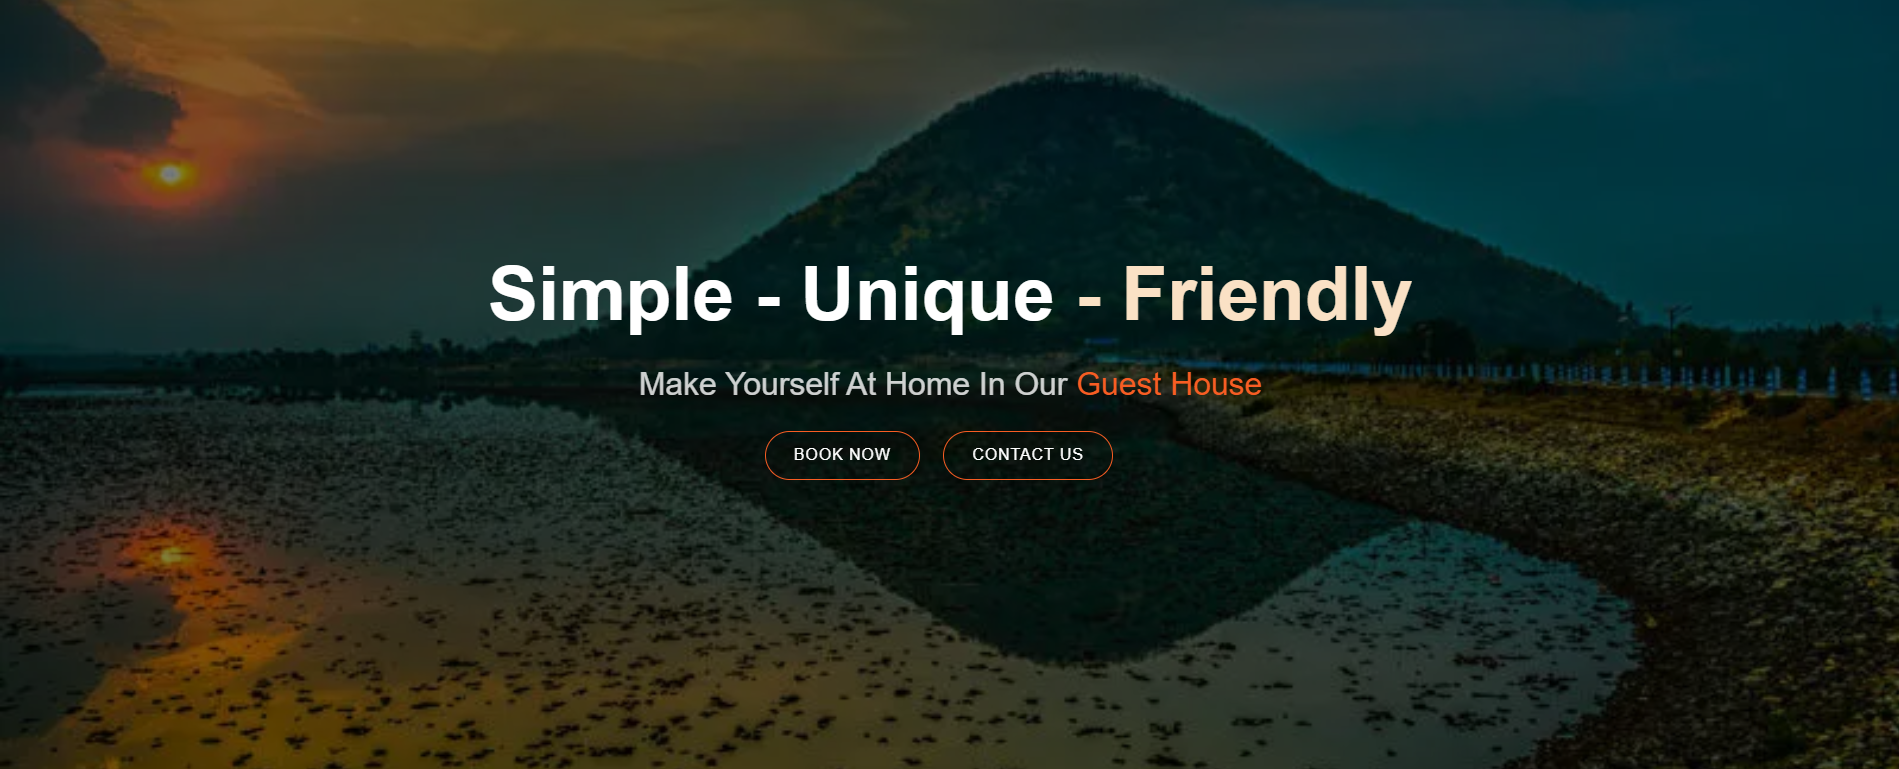 Simple - Unique - Friendly
Make Yourself At Home In Our Guest House
BOOK NOW CONTACT US